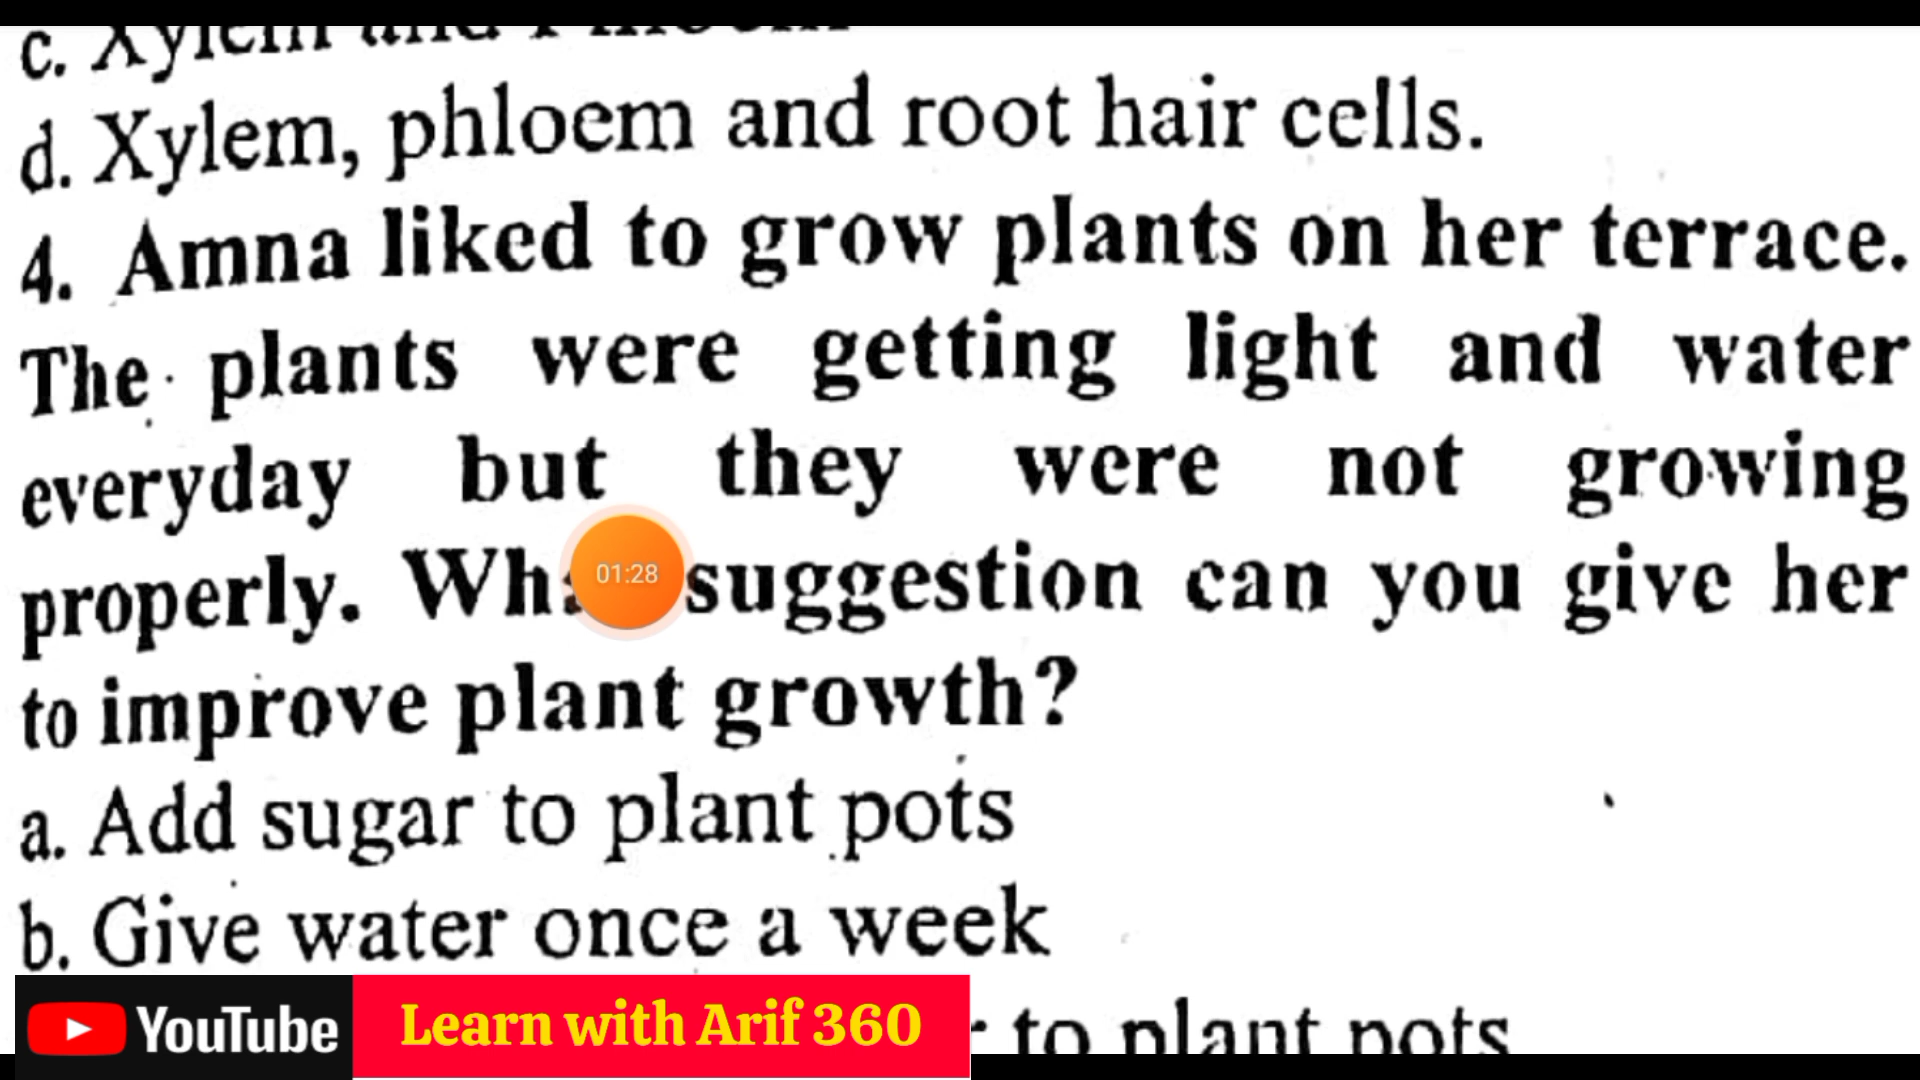 c. Xylem and Phloem
d. Xylem, phloem and root hair cells.
4. Amna liked to grow plants on her terrace.
The plants were getting light and water
everyday but they were not growing
properly. suggestion can you give her
01:28
to improve plant growth?
a. Add sugar to plant pots
b. Give water once a week
to plant pots
YouTube
Learn with Arif 360